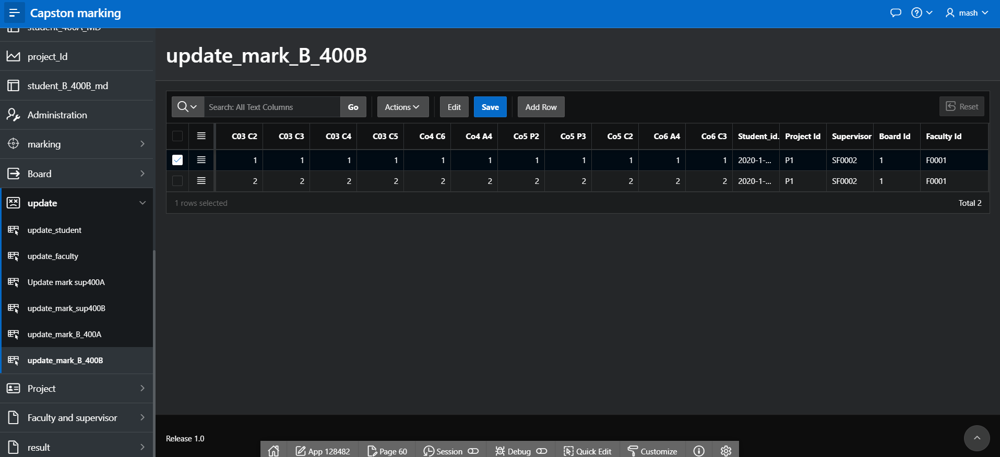 Capston marking
mash
student_400A_MD
project_Id
student_B_400B_md
Administration
marking
Board
update
update_student
update_faculty
Update mark sup400A
update_mark_sup400B
update_mark_B_400A
update_mark_B_400B
Project
Faculty and supervisor
result
update_mark_B_400B
Search: All Text Columns Go Actions Edit Save Add Row Reset
C03 C2 C03 C3 C03 C4 C03 C5 Co4 C6 Co4 A4 Co5 P2 Co5 P3 Co5 C2 Co6 A4 Co6 C3 Student_id. Project Id Supervisor Board Id Faculty Id
1 1 1 1 1 1 1 1 1 1 1 2020-1-... P1 SF0002 1 F0001
2 2 2 2 2 2 2 2 2 2 2 2020-1-... P1 SF0002 1 F0001
1 rows selected Total 2
Release 1.0
App 128482 Page 60 Session Debug Quick Edit Customize